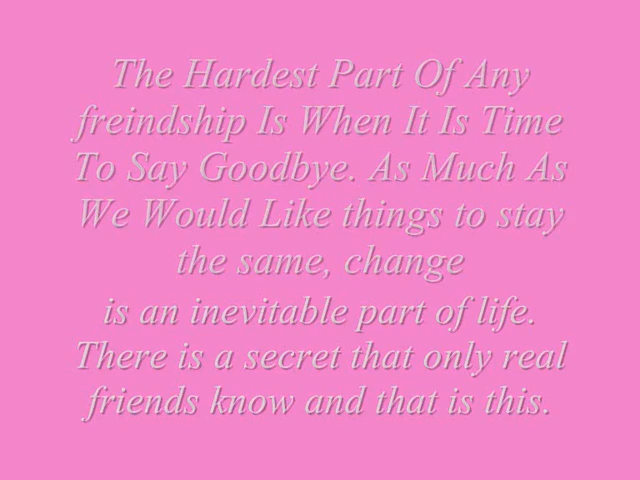 The Hardest Part Of Any
freindship Is When It Is Time
To Say Goodbye. As Much As
We Would Like things to stay
the same, change
is an inevitable part of life.
There is a secret that only real
friends know and that is this.